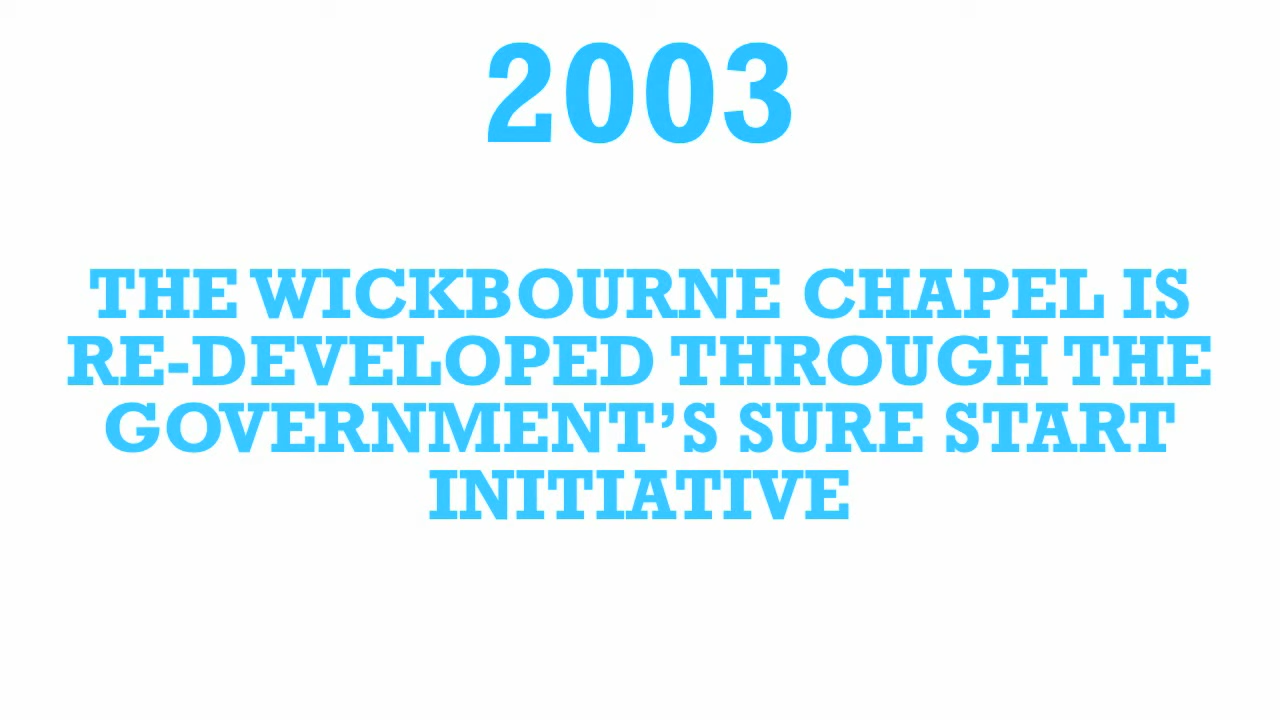 2003
THE WICKBOURNE CHAPEL IS
RE-DEVELOPED THROUGH THE
GOVERNMENT’S SURE START
INITIATIVE